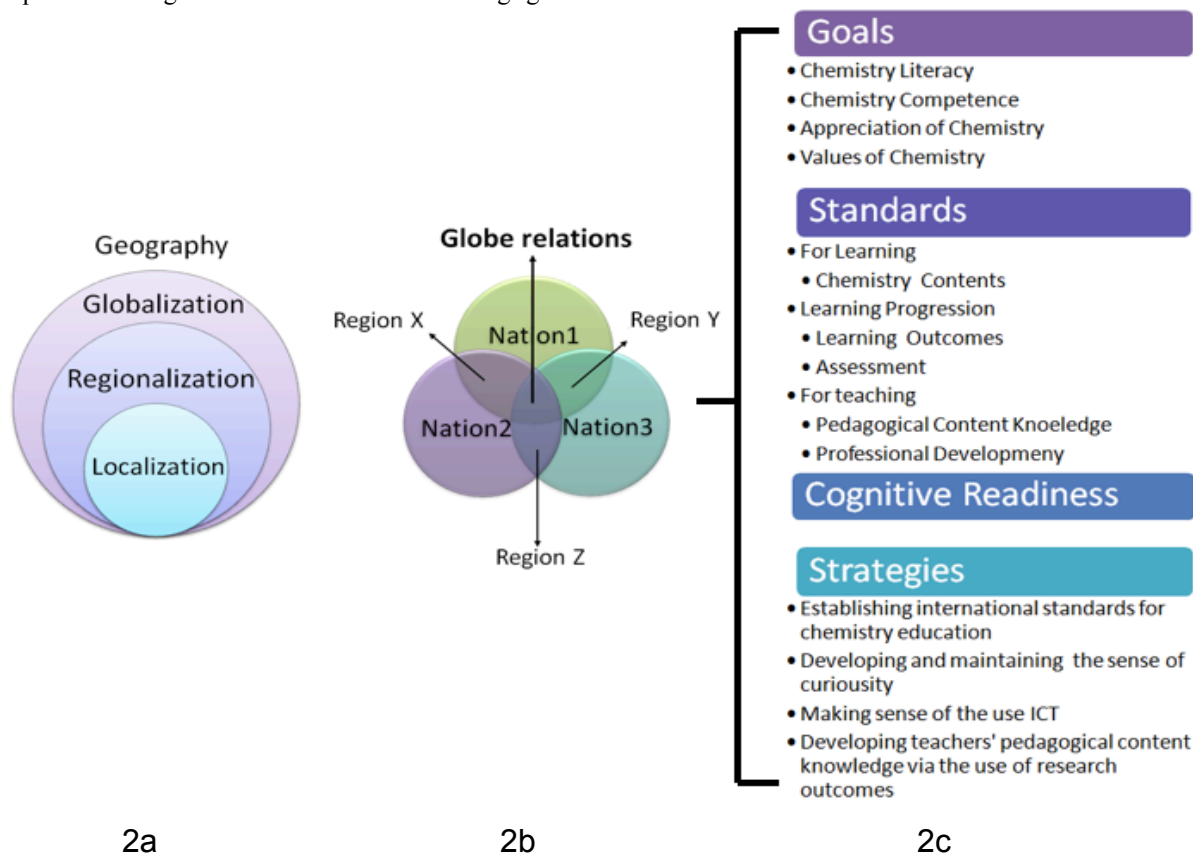 Geography
Globalization
Regionalization
Localization
2a
Globe relations
Region X
Region Y
Nation1
Nation2
Nation3
Region Z
2b
Goals
• Chemistry Literacy
• Chemistry Competence
• Appreciation of Chemistry
• Values of Chemistry
Standards
• For Learning
• Chemistry Contents
• Learning Progression
• Learning Outcomes
• Assessment
• For teaching
• Pedagogical Content Knoeledge
• Professional Developmeny
Cognitive Readiness
Strategies
• Establishing international standards for
chemistry education
• Developing and maintaining the sense of
curiousity
• Making sense of the use ICT
• Developing teachers' pedagogical content
knowledge via the use of research
outcomes
2c